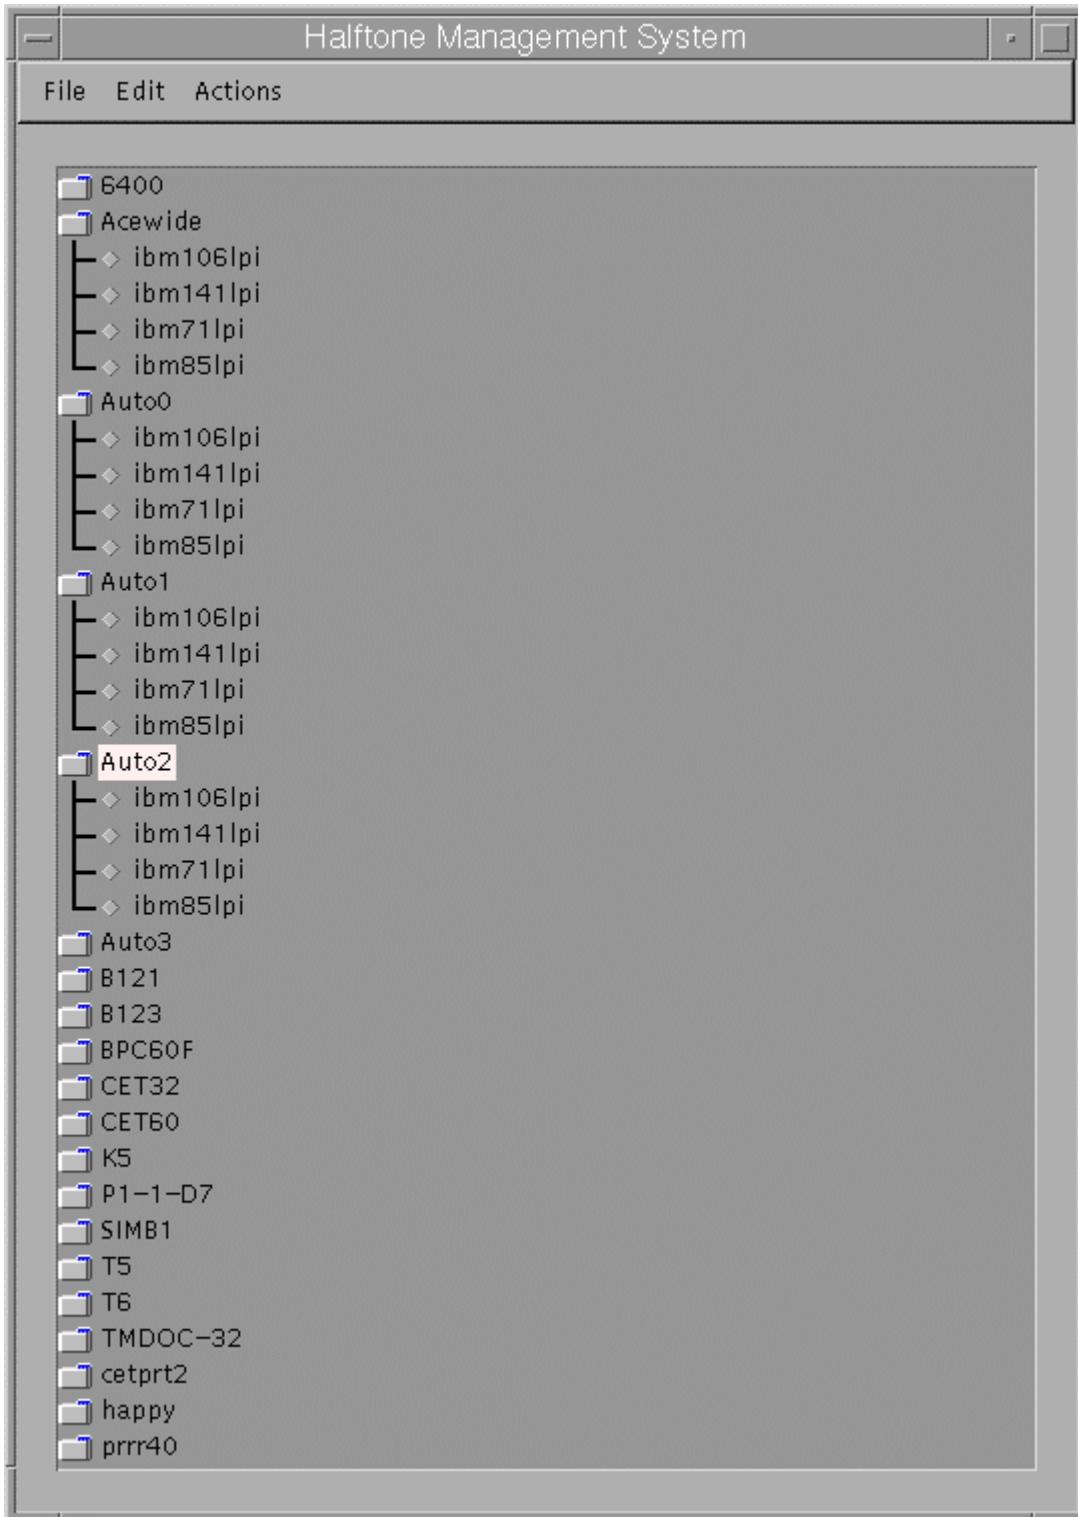 Halftone Management System
File Edit Actions
6400
Acewide
ibm106lpi
ibm141lpi
ibm71lpi
ibm85lpi
Auto0
ibm106lpi
ibm141lpi
ibm71lpi
ibm85lpi
Auto1
ibm106lpi
ibm141lpi
ibm71lpi
ibm85lpi
Auto2
ibm106lpi
ibm141lpi
ibm71lpi
ibm85lpi
Auto3
B121
B123
BPC60F
CET32
CET60
K5
P1-1-D7
SIMB1
T5
T6
TMDOC-32
cetprt2
happy
prrr40